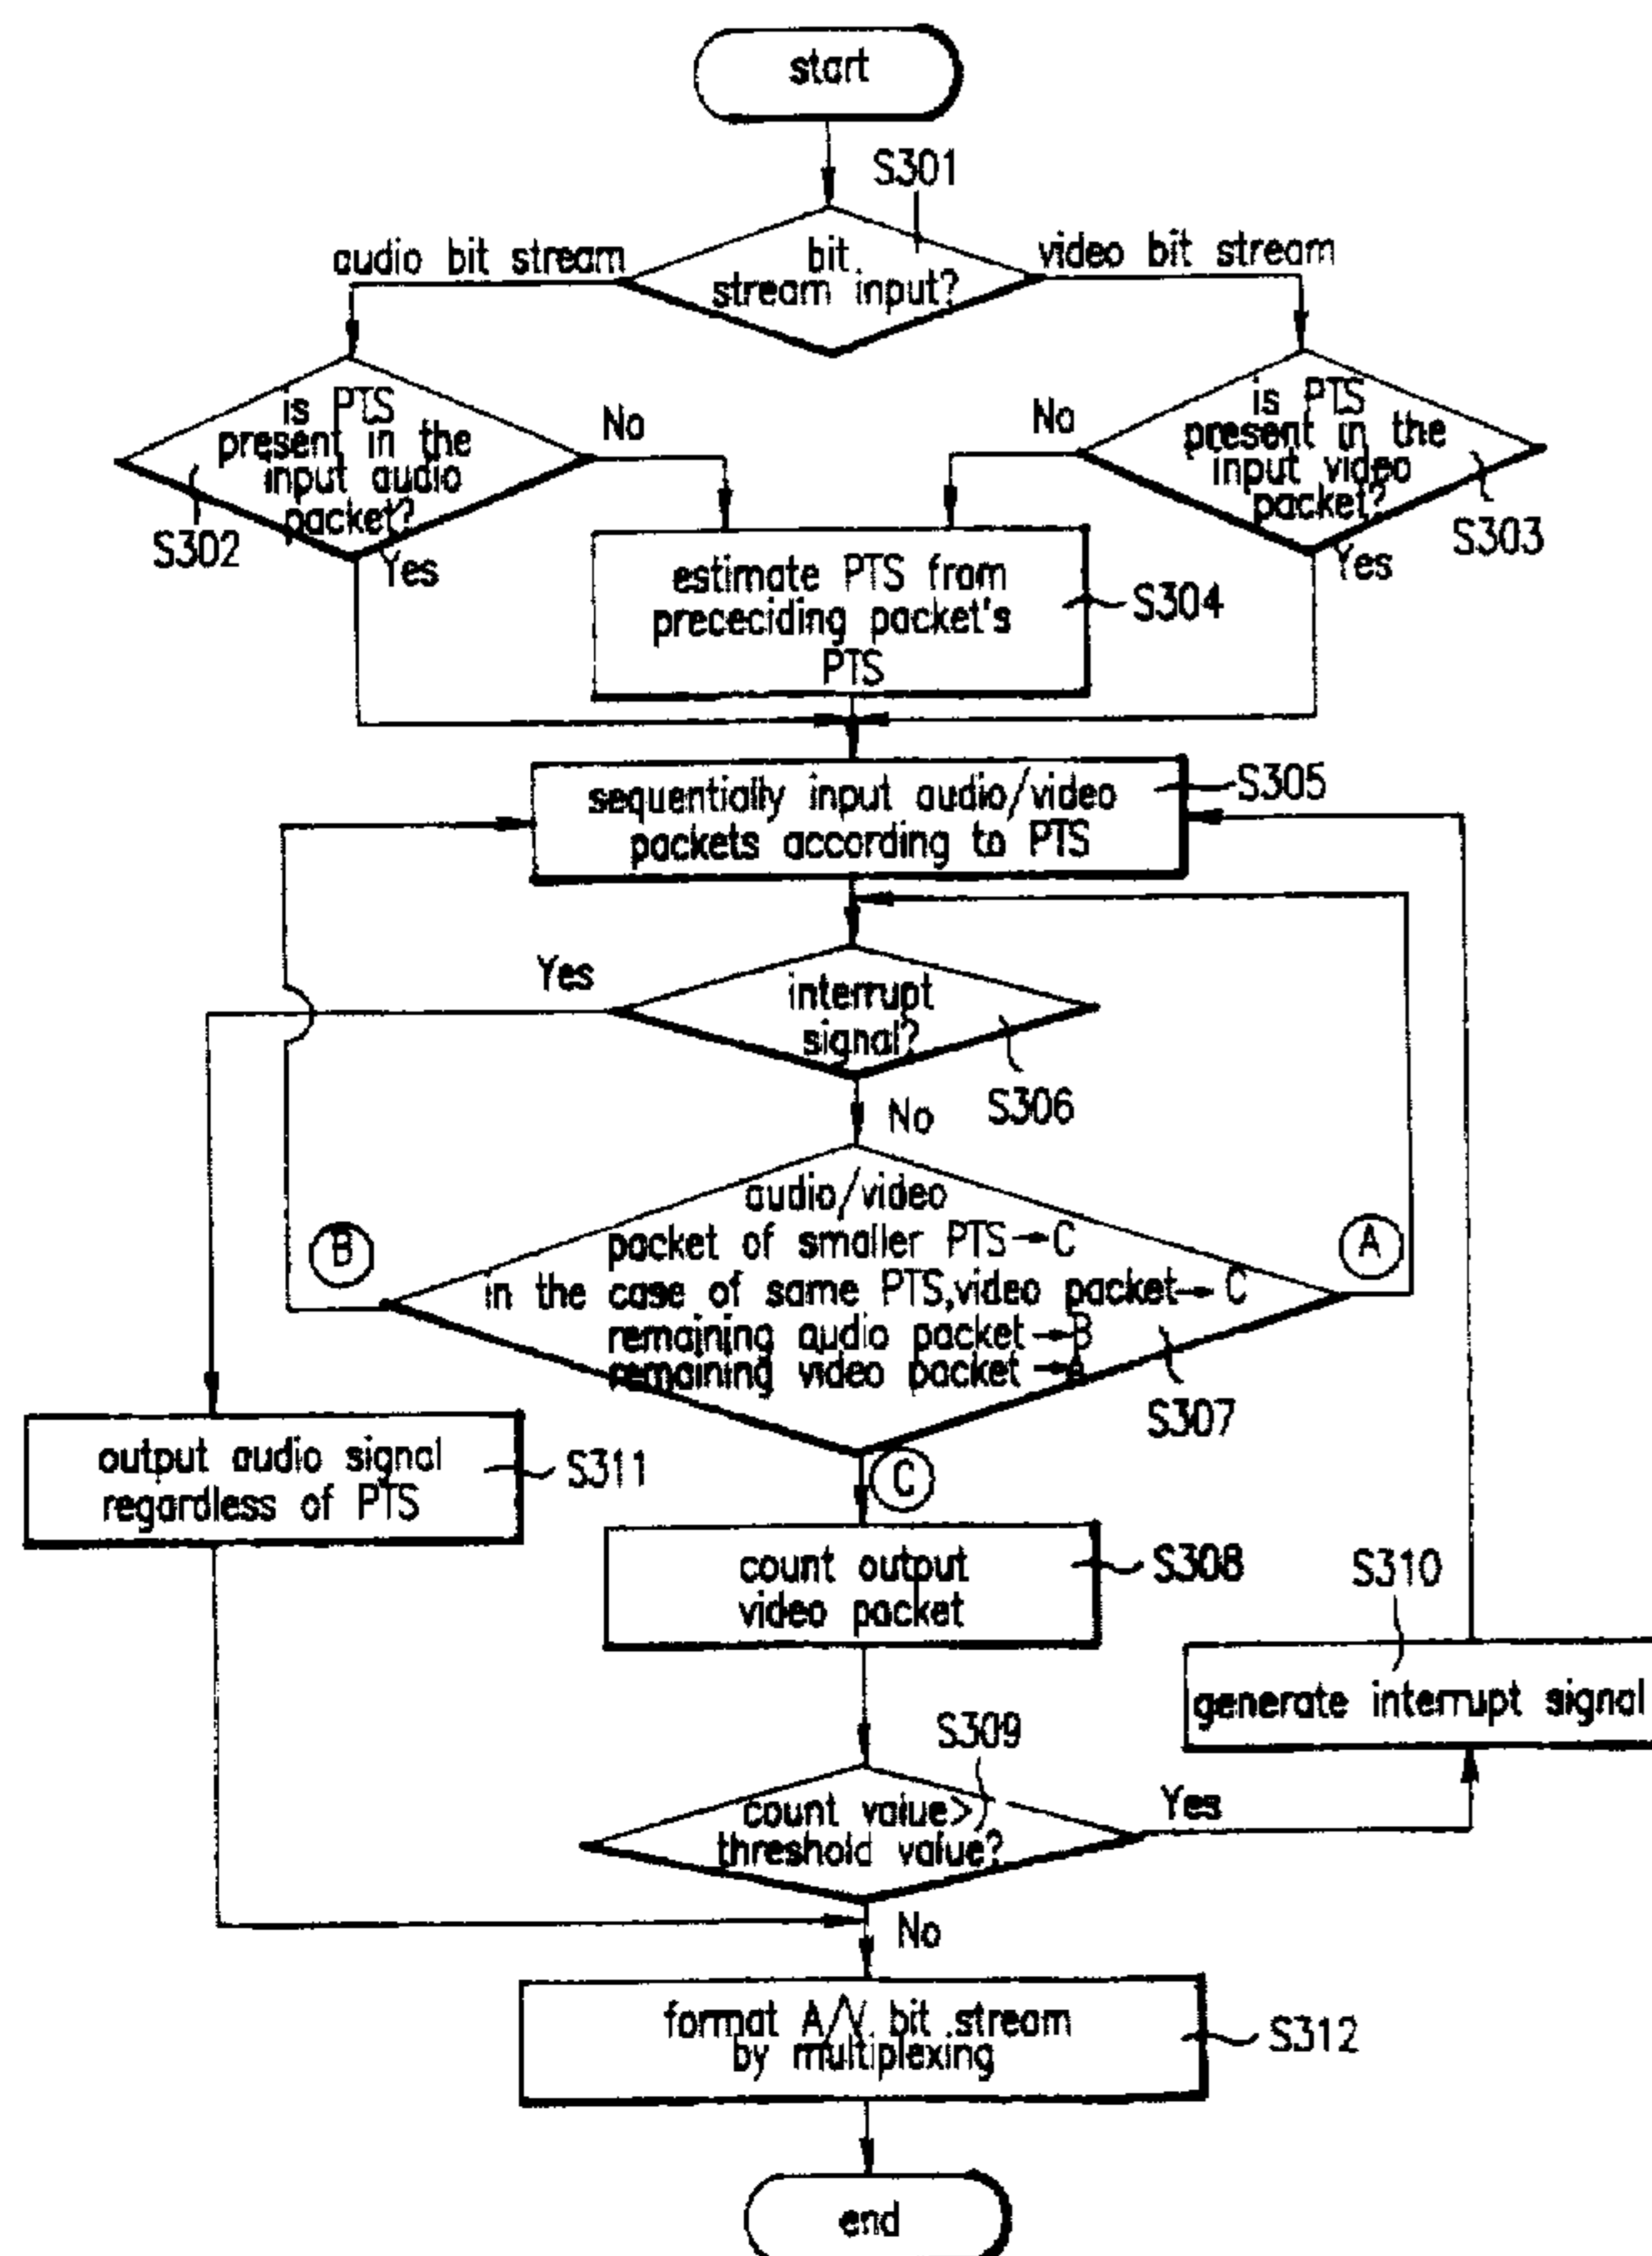 start
S301
audio bit stream
bit
stream input?
video bit stream
is PTS
present in the
input audio
packet?
No
Yes
S302
No
is PTS
present in the
input video
packet?
Yes
S303
estimate PTS from
prececiding packet's
PTS
S304
sequentially input audio/video
packets according to PTS
S305
Yes
interrupt
signal?
S306
No
B
A
audio/video
packet of smaller PTS→C
in the case of same PTS,video packet→ C
remaining audio packet→B
remaining video packet→A
S307
C
output audio signal
regardless of PTS
S311
count output
video packet
S308
S310
generate interrupt signal
S309
count value>
threshold value?
Yes
No
format A/V bit stream
by multiplexing
S312
end